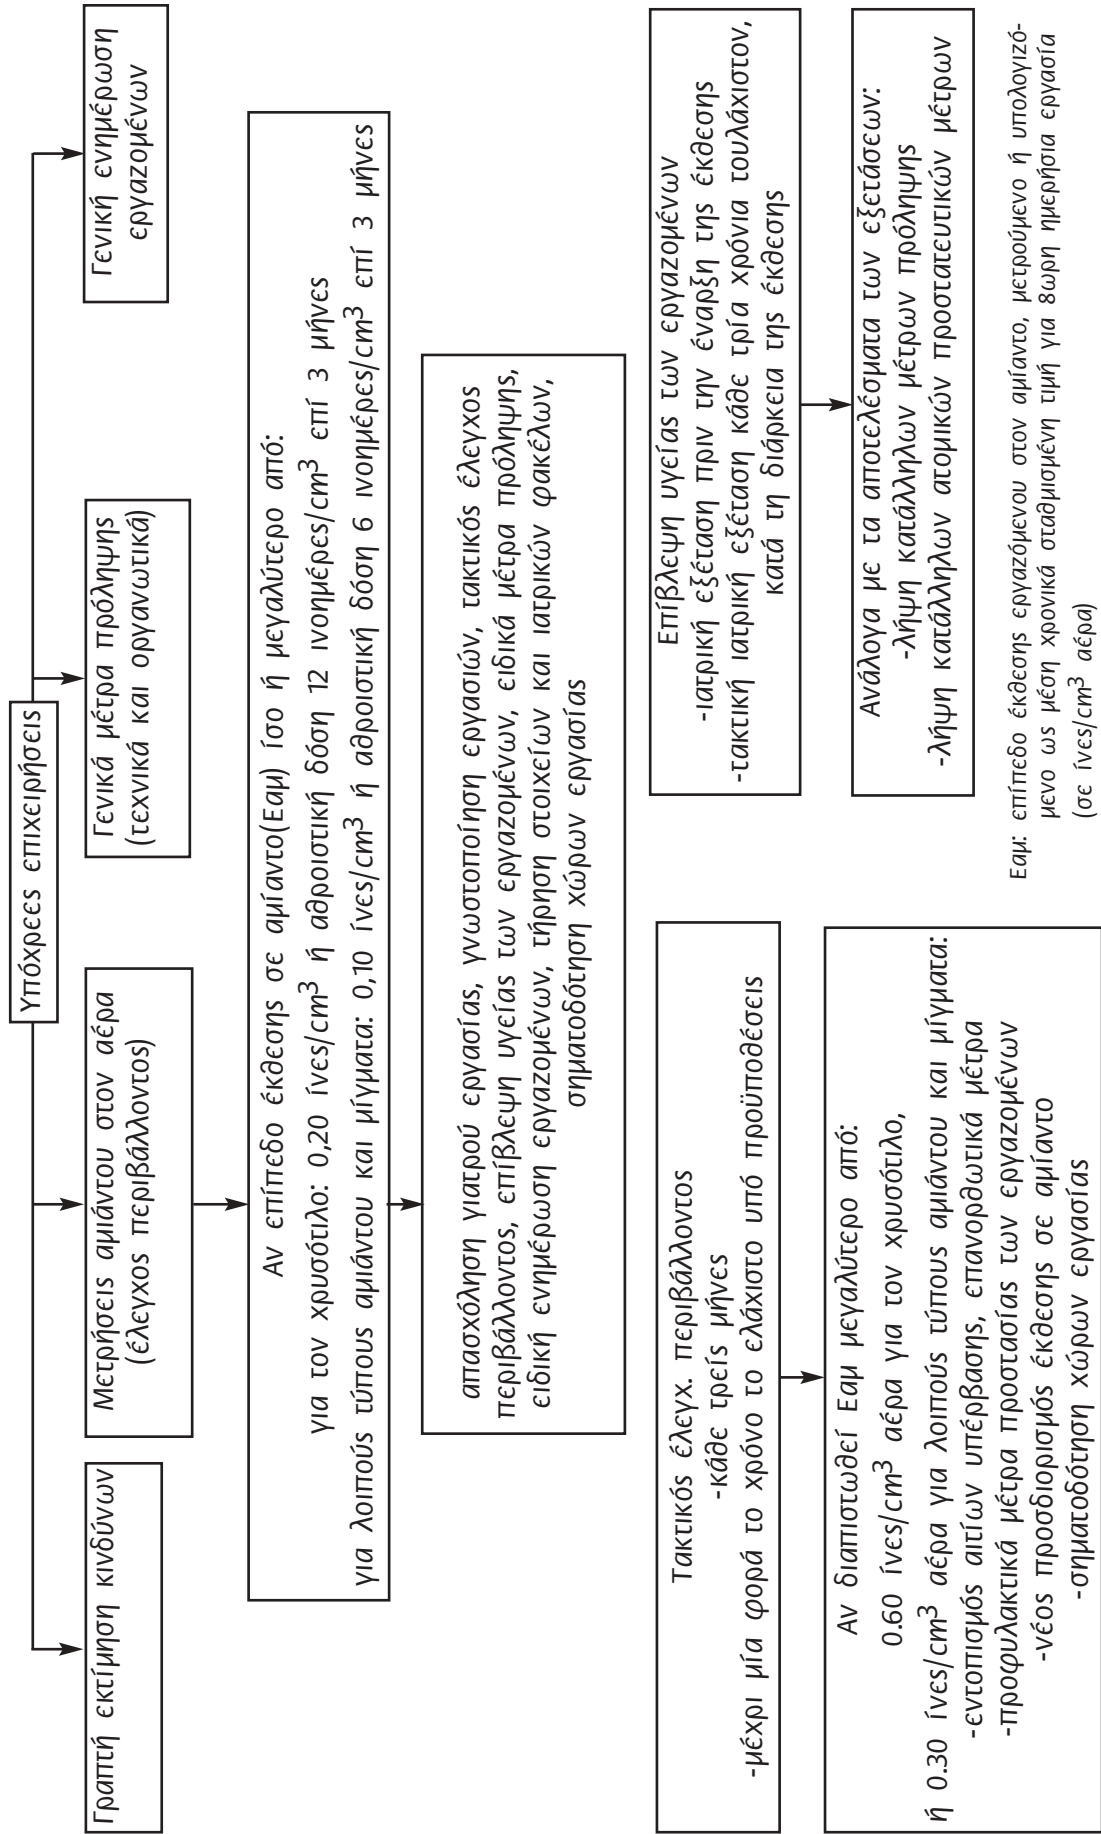 Υπόχρεες επιχειρήσεις
Γραπτή εκτίμηση κινδύνων
Μετρήσεις αμιάντου στον αέρα
(έλεγχος περιβάλλοντος)
Γενικά μέτρα πρόληψης
(τεχνικά και οργανωτικά)
Γενική ενημέρωση
εργαζομένων
Αν επίπεδο έκθεσης σε αμίαντο(Εαμ) ίσο ή μεγαλύτερο από:
για τον χρυσότιλο: 0,20 ίνες/cm³ ή αθροιστική δόση 12 ινοημέρες/cm³ επί 3 μήνες
για λοιπούς τύπους αμιάντου και μίγματα: 0,10 ίνες/cm³ ή αθροιστική δόση 6 ινοημέρες/cm³ επί 3 μήνες
απασχόληση γιατρού εργασίας, γνωστοποίηση εργασιών, τακτικός έλεγχος
περιβάλλοντος, επίβλεψη υγείας των εργαζομένων, ειδικά μέτρα πρόληψης,
ειδική ενημέρωση εργαζομένων, τήρηση στοιχείων και ιατρικών φακέλων,
σηματοδότηση χώρων εργασίας
Τακτικός έλεγχ. περιβάλλοντος
-κάθε τρείς μήνες
-μέχρι μία φορά το χρόνο το ελάχιστο υπό προϋποθέσεις
Αν διαπιστωθεί Εαμ μεγαλύτερο από:
0.60 ίνες/cm³ αέρα για τον χρυσότιλο,
ή 0.30 ίνες/cm³ αέρα για λοιπούς τύπους αμιάντου και μίγματα:
-εντοπισμός αιτίων υπέρβασης, επανορθωτικά μέτρα
-προφυλακτικά μέτρα προστασίας των εργαζομένων
-νέος προσδιορισμός έκθεσης σε αμίαντο
-σηματοδότηση χώρων εργασίας
Επίβλεψη υγείας των εργαζομένων
-ιατρική εξέταση πριν την έναρξη της έκθεσης
-τακτική ιατρική εξέταση κάθε τρία χρόνια τουλάχιστον,
κατά τη διάρκεια της έκθεσης
Ανάλογα με τα αποτελέσματα των εξετάσεων:
-λήψη κατάλληλων μέτρων πρόληψης
-λήψη κατάλληλων ατομικών προστατευτικών μέτρων
Εαμ: επίπεδο έκθεσης εργαζόμενου στον αμίαντο, μετρούμενο ή υπολογιζό-
μενο ως μέση χρονικά σταθμισμένη τιμή για 8ωρη ημερήσια εργασία
(σε ίνες/cm³ αέρα)